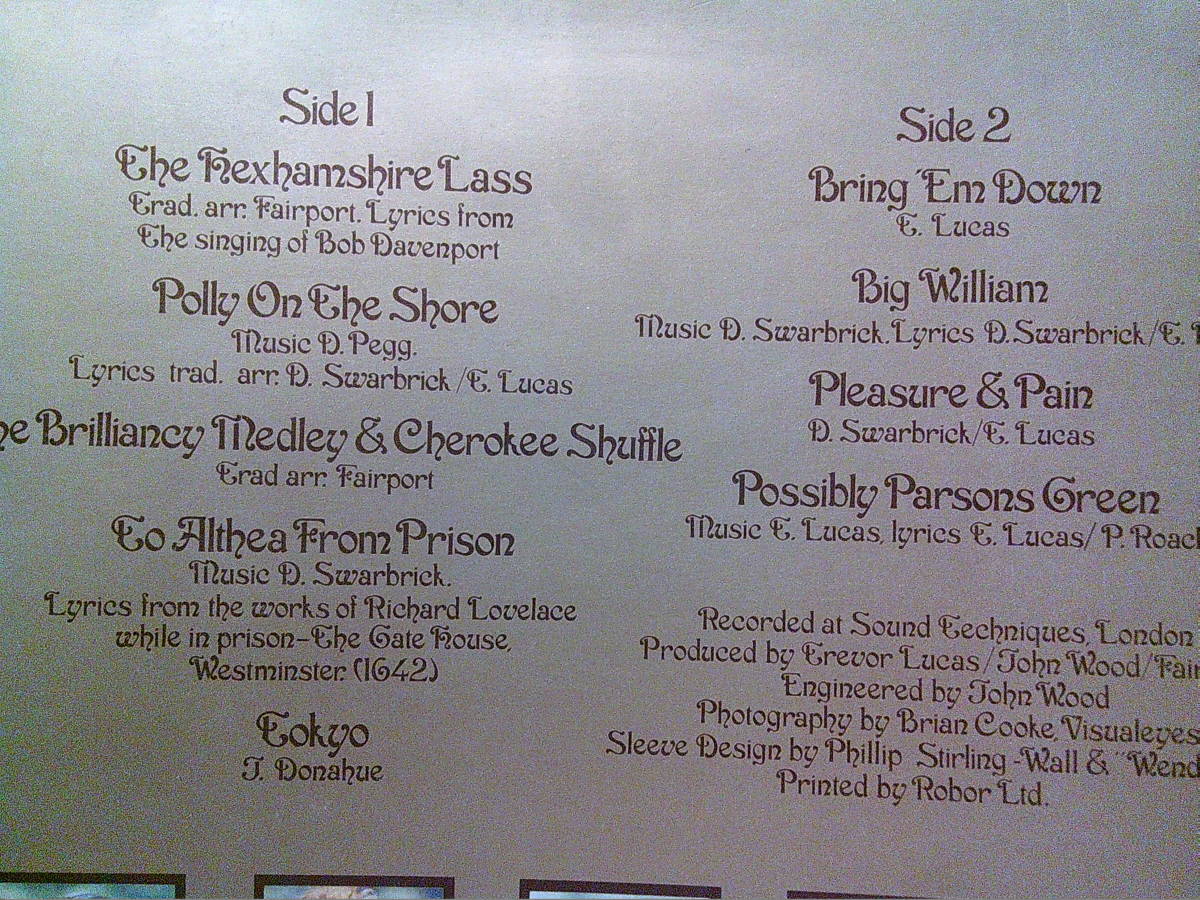 Side 1
The Hexhamshire Lass
Trad. arr. Fairport. Lyrics from
The singing of Bob Davenport
Polly On The Shore
Music D. Pegg.
Lyrics trad. arr. D. Swarbrick/T. Lucas
Brilliancy Medley & Cherokee Shuffle
Trad arr. Fairport
To Althea From Prison
Music D. Swarbrick.
Lyrics from the works of Richard Lovelace
while in prison-The Gate House,
Westminster. (1642)
Tokyo
J. Donahue
Side 2
Bring 'Em Down
T. Lucas
Big William
Music D. Swarbrick. Lyrics D. Swarbrick/T.
Pleasure & Pain
D. Swarbrick/T. Lucas
Possibly Parsons Green
Music T. Lucas, lyrics T. Lucas/ P.
Recorded at Sound Techniques, London
Produced by Trevor Lucas/John Wood/
Engineered by John Wood
Photography by Brian Cooke, Visualeyes
Sleeve Design by Phillip Stirling-Wall &
Printed by Robor Ltd.